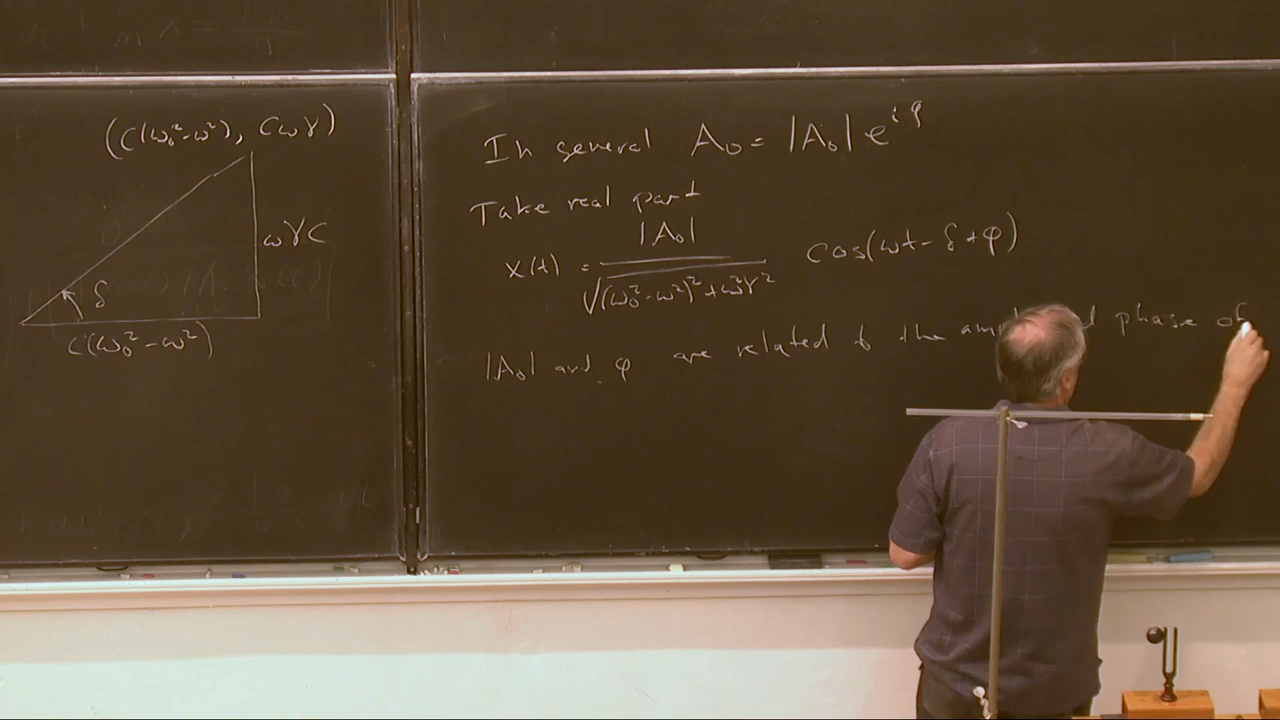 (C(ω₀²-ω²), Cωγ)
ωγC
δ
C(ω₀²-ω²)
In general A₀ = |A₀| e^{iφ}
Take real part
x(t) = |A₀| / √((ω₀²-ω²)²+ω²γ²) cos(ωt - δ + φ)
|A₀| and φ are related to the phase of